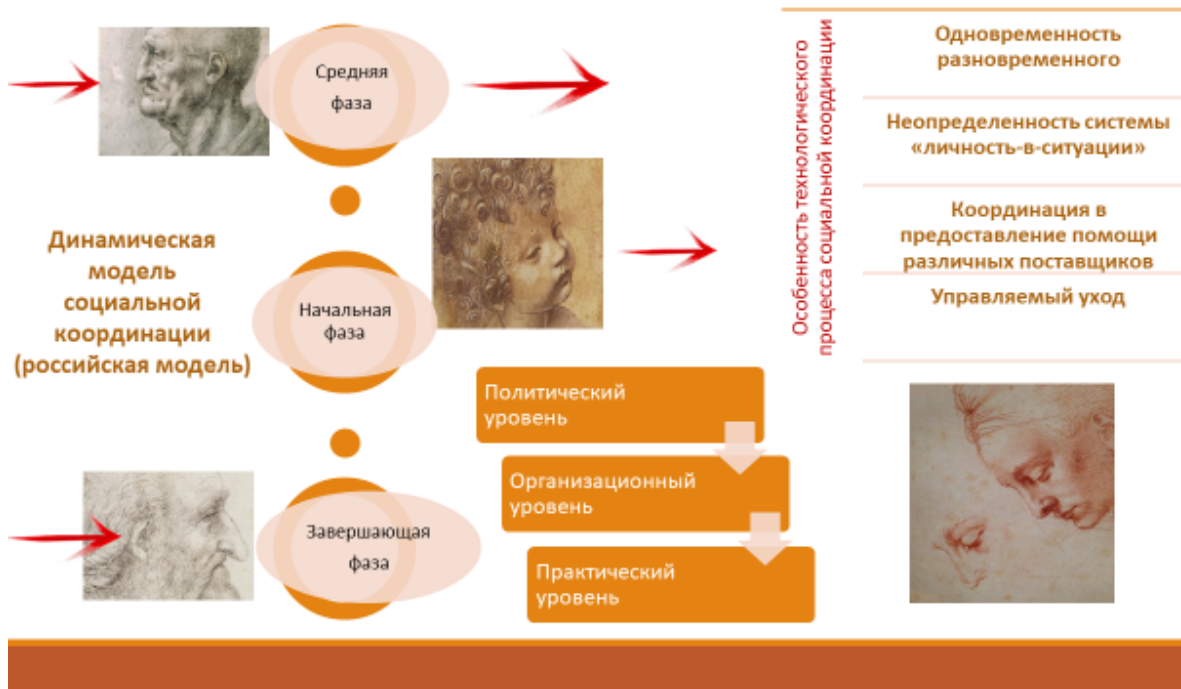 Динамическая
модель
социальной
координации
(российская модель)
Средняя
фаза
Начальная
фаза
Завершающая
фаза
Политический
уровень
Организационный
уровень
Практический
уровень
Особенность технологического
процесса социальной координации
Одновременность
разновременного
Неопределенность системы
«личность-в-ситуации»
Координация в
предоставление помощи
различных поставщиков
Управляемый уход